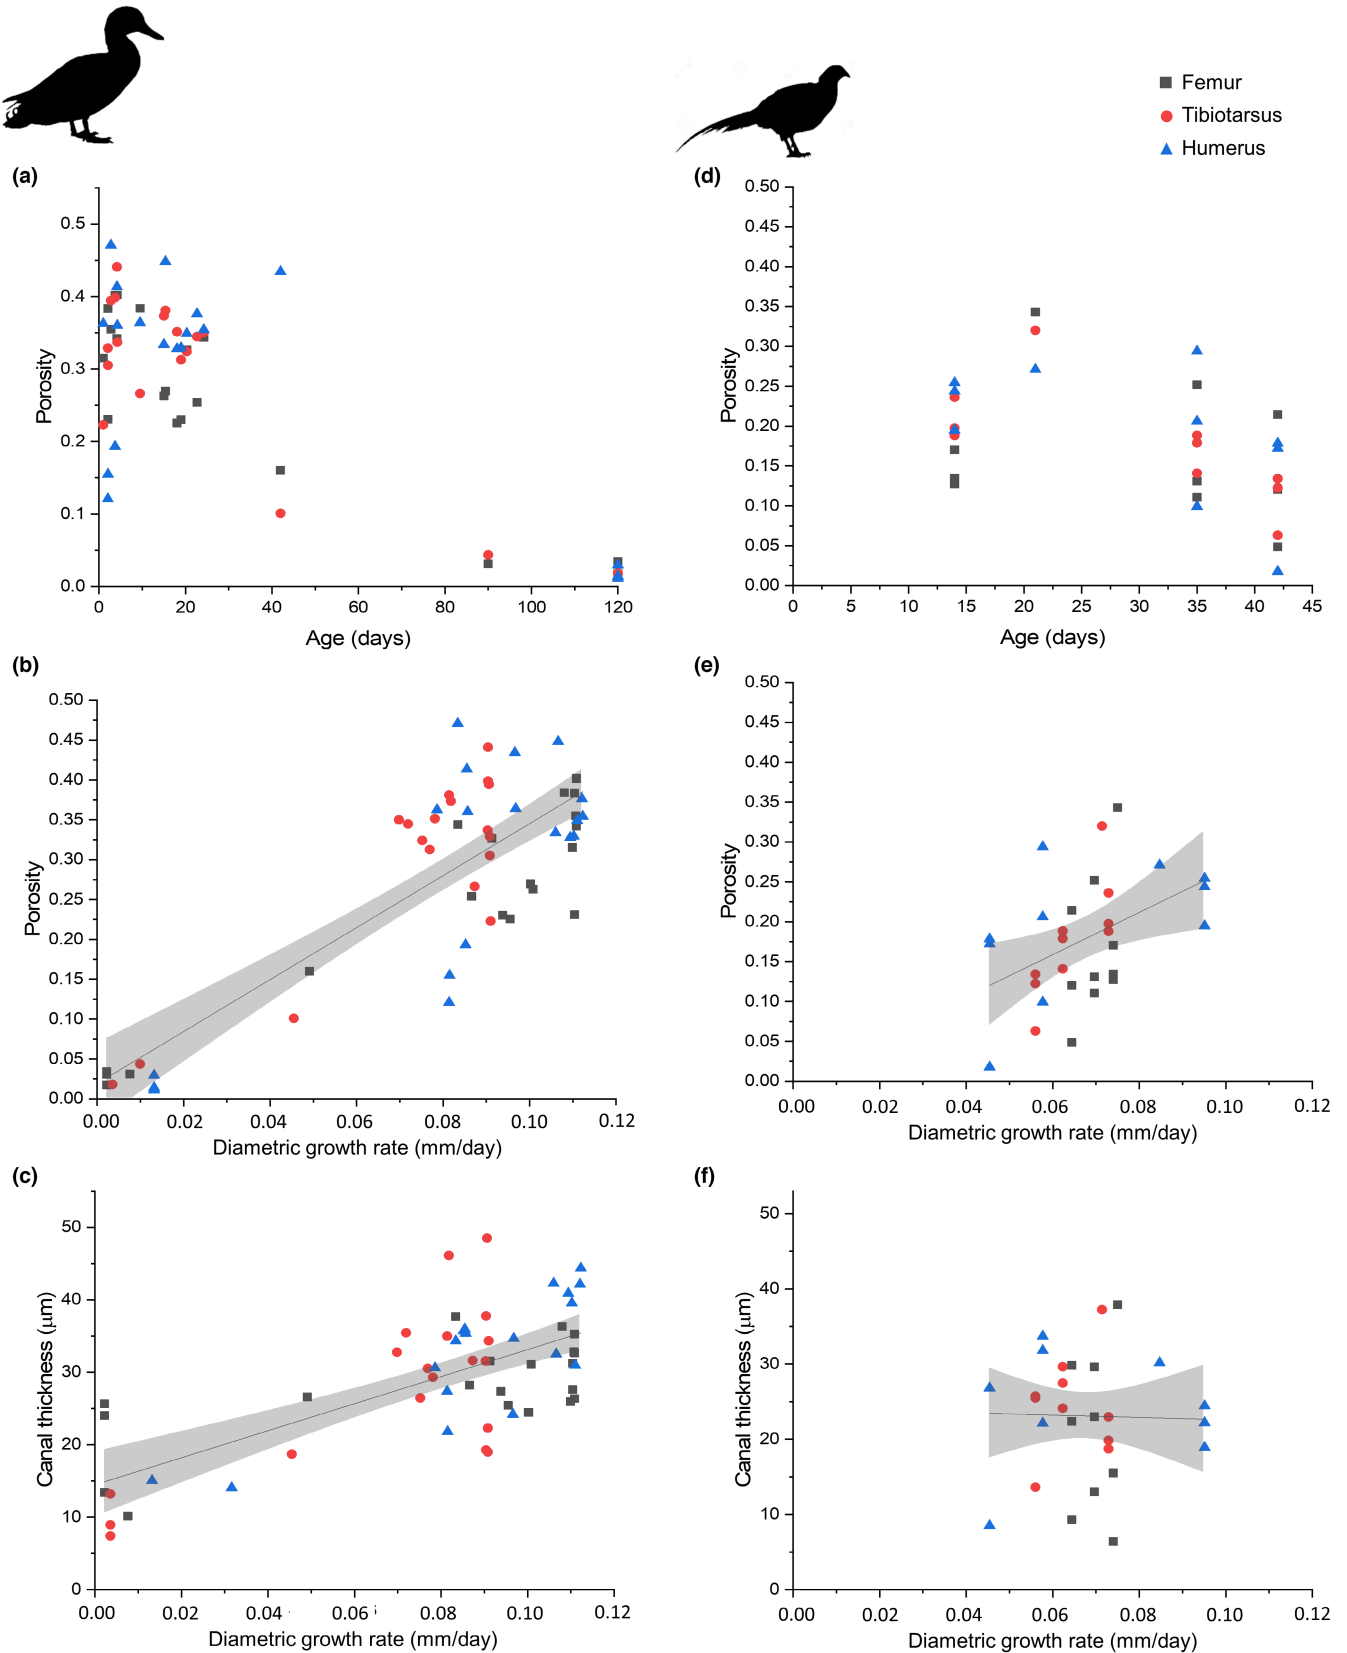 Femur
Tibiotarsus
Humerus
(a)
0.5
0.4
0.3
0.2
0.1
0.0
Porosity
0 20 40 60 80 100 120
Age (days)
(d)
0.50
0.45
0.40
0.35
0.30
0.25
0.20
0.15
0.10
0.05
0.00
Porosity
0 5 10 15 20 25 30 35 40 45
Age (days)
(b)
0.50
0.45
0.40
0.35
0.30
0.25
0.20
0.15
0.10
0.05
0.00
Porosity
0.00 0.02 0.04 0.06 0.08 0.10 0.12
Diametric growth rate (mm/day)
(e)
0.50
0.45
0.40
0.35
0.30
0.25
0.20
0.15
0.10
0.05
0.00
Porosity
0.00 0.02 0.04 0.06 0.08 0.10 0.12
Diametric growth rate (mm/day)
(c)
50
40
30
20
10
0
Canal thickness (μm)
0.00 0.02 0.04 0.06 0.08 0.10 0.12
Diametric growth rate (mm/day)
(f)
50
40
30
20
10
0
Canal thickness (μm)
0.00 0.02 0.04 0.06 0.08 0.10 0.12
Diametric growth rate (mm/day)